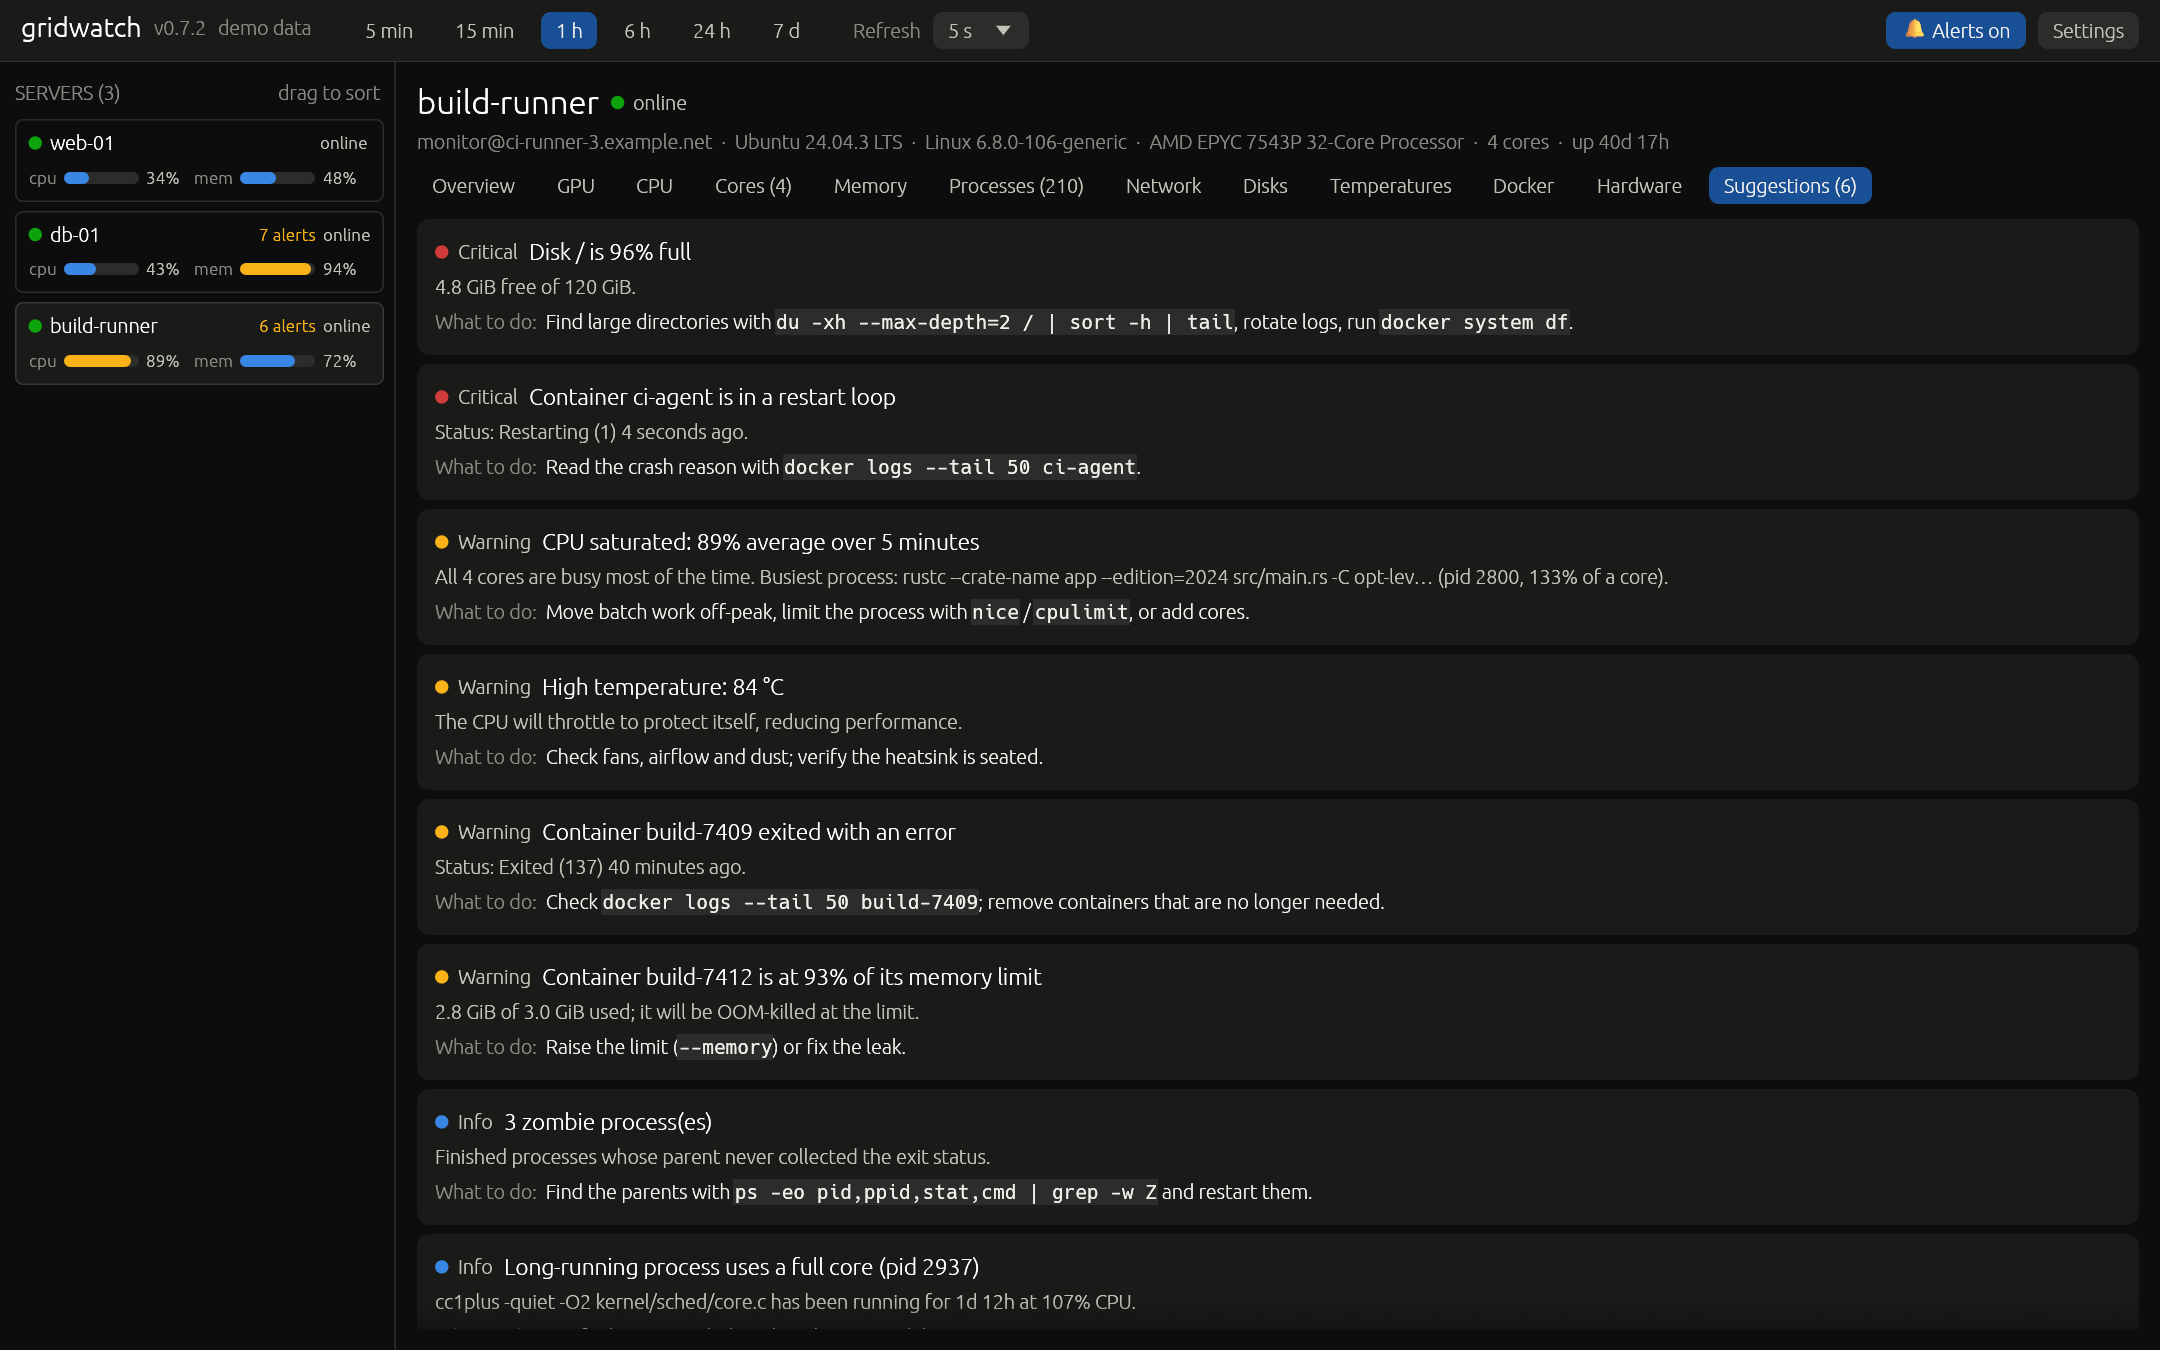 gridwatch v0.7.2 demo data 5 min 15 min 1 h 6 h 24 h 7 d Refresh 5 s Alerts on Settings
SERVERS (3) drag to sort
web-01 online
cpu 34% mem 48%
db-01 7 alerts online
cpu 43% mem 94%
build-runner 6 alerts online
cpu 89% mem 72%
build-runner online
monitor@ci-runner-3.example.net · Ubuntu 24.04.3 LTS · Linux 6.8.0-106-generic · AMD EPYC 7543P 32-Core Processor · 4 cores · up 40d 17h
Overview GPU CPU Cores (4) Memory Processes (210) Network Disks Temperatures Docker Hardware Suggestions (6)
Critical Disk / is 96% full
4.8 GiB free of 120 GiB.
What to do: Find large directories with du -xh --max-depth=2 / | sort -h | tail, rotate logs, run docker system df.
Critical Container ci-agent is in a restart loop
Status: Restarting (1) 4 seconds ago.
What to do: Read the crash reason with docker logs --tail 50 ci-agent.
Warning CPU saturated: 89% average over 5 minutes
All 4 cores are busy most of the time. Busiest process: rustc --crate-name app --edition=2024 src/main.rs -C opt-lev… (pid 2800, 133% of a core).
What to do: Move batch work off-peak, limit the process with nice / cpulimit, or add cores.
Warning High temperature: 84 °C
The CPU will throttle to protect itself, reducing performance.
What to do: Check fans, airflow and dust; verify the heatsink is seated.
Warning Container build-7409 exited with an error
Status: Exited (137) 40 minutes ago.
What to do: Check docker logs --tail 50 build-7409; remove containers that are no longer needed.
Warning Container build-7412 is at 93% of its memory limit
2.8 GiB of 3.0 GiB used; it will be OOM-killed at the limit.
What to do: Raise the limit (--memory) or fix the leak.
Info 3 zombie process(es)
Finished processes whose parent never collected the exit status.
What to do: Find the parents with ps -eo pid,ppid,stat,cmd | grep -w Z and restart them.
Info Long-running process uses a full core (pid 2937)
cc1plus -quiet -O2 kernel/sched/core.c has been running for 1d 12h at 107% CPU.